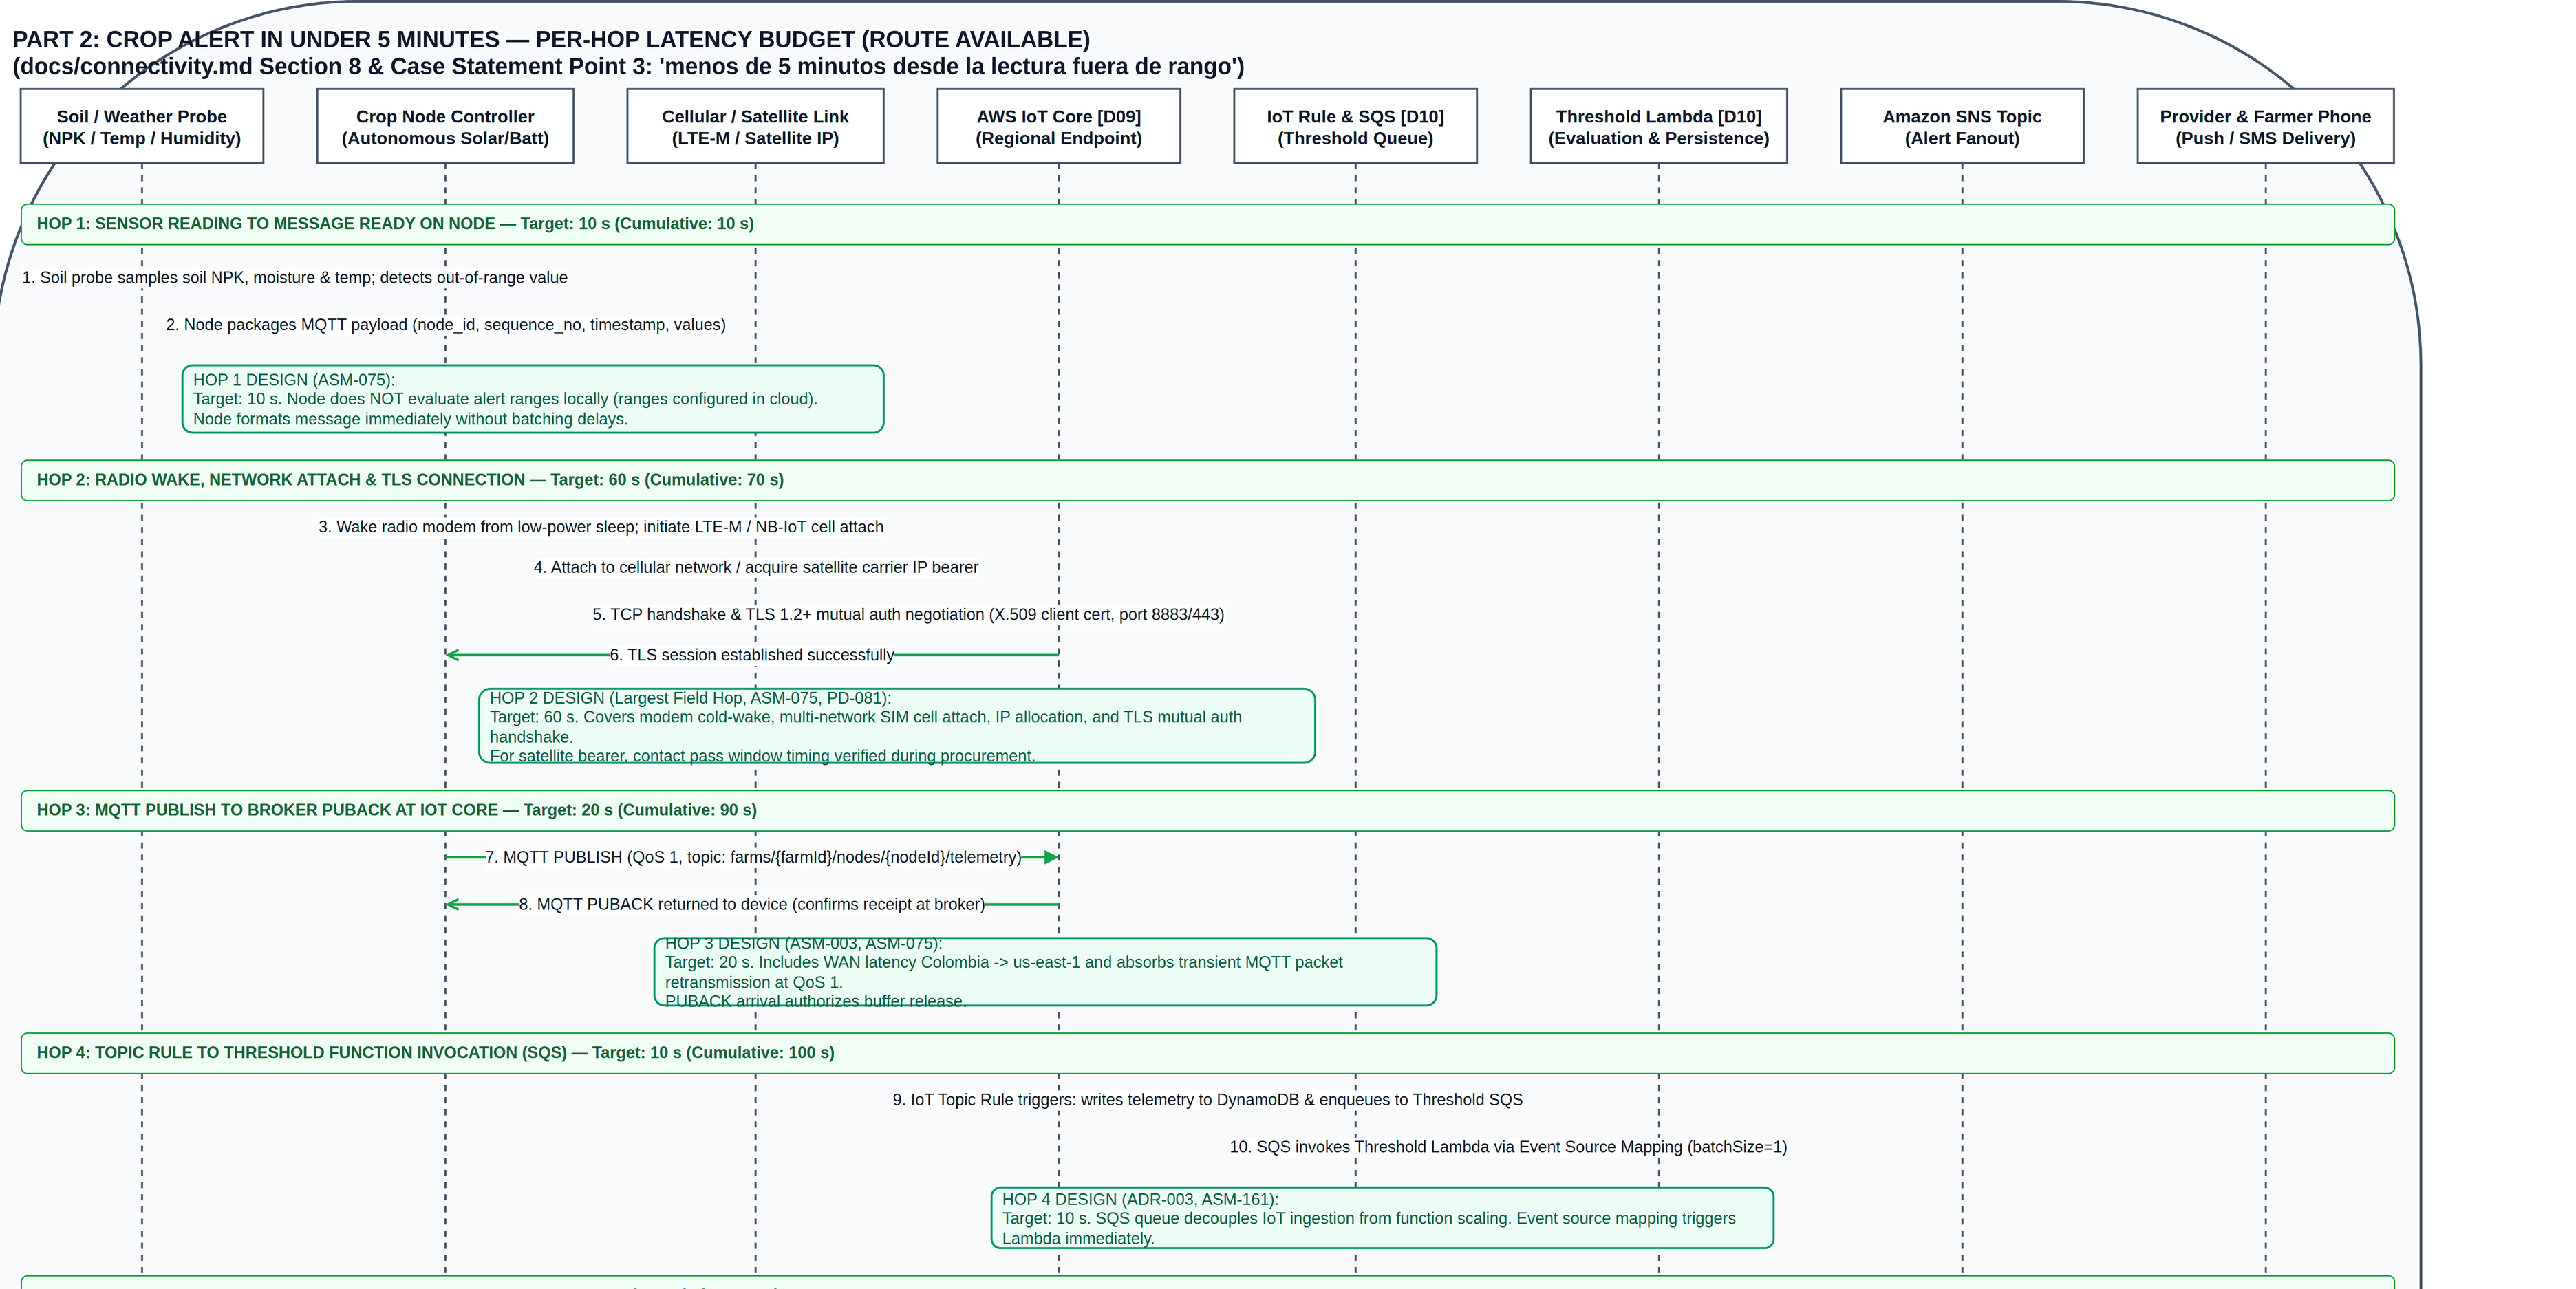 PART 2: CROP ALERT IN UNDER 5 MINUTES — PER-HOP LATENCY BUDGET (ROUTE AVAILABLE)
(docs/connectivity.md Section 8 & Case Statement Point 3: 'menos de 5 minutos desde la lectura fuera de rango')
Soil / Weather Probe
(NPK / Temp / Humidity)
Crop Node Controller
(Autonomous Solar/Batt)
Cellular / Satellite Link
(LTE-M / Satellite IP)
AWS IoT Core [D09]
(Regional Endpoint)
IoT Rule & SQS [D10]
(Threshold Queue)
Threshold Lambda [D10]
(Evaluation & Persistence)
Amazon SNS Topic
(Alert Fanout)
Provider & Farmer Phone
(Push / SMS Delivery)
HOP 1: SENSOR READING TO MESSAGE READY ON NODE — Target: 10 s (Cumulative: 10 s)
1. Soil probe samples soil NPK, moisture & temp; detects out-of-range value
2. Node packages MQTT payload (node_id, sequence_no, timestamp, values)
HOP 1 DESIGN (ASM-075):
Target: 10 s. Node does NOT evaluate alert ranges locally (ranges configured in cloud).
Node formats message immediately without batching delays.
HOP 2: RADIO WAKE, NETWORK ATTACH & TLS CONNECTION — Target: 60 s (Cumulative: 70 s)
3. Wake radio modem from low-power sleep; initiate LTE-M / NB-IoT cell attach
4. Attach to cellular network / acquire satellite carrier IP bearer
5. TCP handshake & TLS 1.2+ mutual auth negotiation (X.509 client cert, port 8883/443)
6. TLS session established successfully
HOP 2 DESIGN (Largest Field Hop, ASM-075, PD-081):
Target: 60 s. Covers modem cold-wake, multi-network SIM cell attach, IP allocation, and TLS mutual auth
handshake.
For satellite bearer, contact pass window timing verified during procurement.
HOP 3: MQTT PUBLISH TO BROKER PUBACK AT IOT CORE — Target: 20 s (Cumulative: 90 s)
7. MQTT PUBLISH (QoS 1, topic: farms/{farmId}/nodes/{nodeId}/telemetry)
8. MQTT PUBACK returned to device (confirms receipt at broker)
HOP 3 DESIGN (ASM-003, ASM-075):
Target: 20 s. Includes WAN latency Colombia -> us-east-1 and absorbs transient MQTT packet
retransmission at QoS 1.
PUBACK arrival authorizes buffer release.
HOP 4: TOPIC RULE TO THRESHOLD FUNCTION INVOCATION (SQS) — Target: 10 s (Cumulative: 100 s)
9. IoT Topic Rule triggers: writes telemetry to DynamoDB & enqueues to Threshold SQS
10. SQS invokes Threshold Lambda via Event Source Mapping (batchSize=1)
HOP 4 DESIGN (ADR-003, ASM-161):
Target: 10 s. SQS queue decouples IoT ingestion from function scaling. Event source mapping triggers
Lambda immediately.